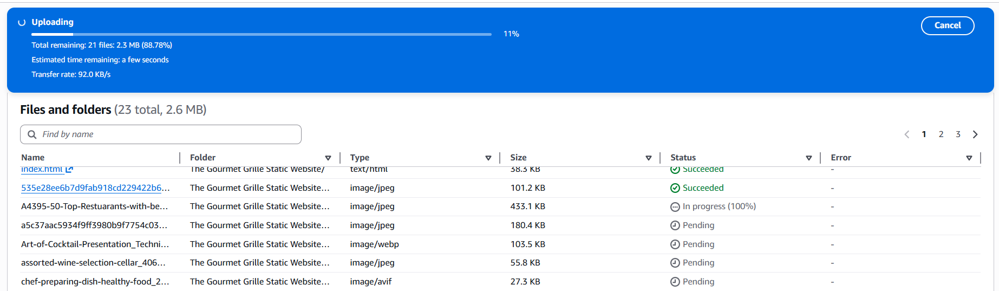 Uploading
Cancel
11%
Total remaining: 21 files: 2.3 MB (88.78%)
Estimated time remaining: a few seconds
Transfer rate: 92.0 KB/s
Files and folders (23 total, 2.6 MB)
Find by name
1 2 3
Name Folder Type Size Status Error
index.html The Gourmet Grille Static Website/ text/html 38.3 KB Succeeded -
535e28ee6b7d9fab918cd229422b6... The Gourmet Grille Static Website... image/jpeg 101.2 KB Succeeded -
A4395-50-Top-Restuarants-with-be... The Gourmet Grille Static Website... image/jpeg 433.1 KB In progress (100%) -
a5c37aac5934f9ff3980b9f7754c03... The Gourmet Grille Static Website... image/jpeg 180.4 KB Pending -
Art-of-Cocktail-Presentation_Techni... The Gourmet Grille Static Website... image/webp 103.5 KB Pending -
assorted-wine-selection-cellar_406... The Gourmet Grille Static Website... image/jpeg 55.8 KB Pending -
chef-preparing-dish-healthy-food_2... The Gourmet Grille Static Website... image/avif 27.3 KB Pending -